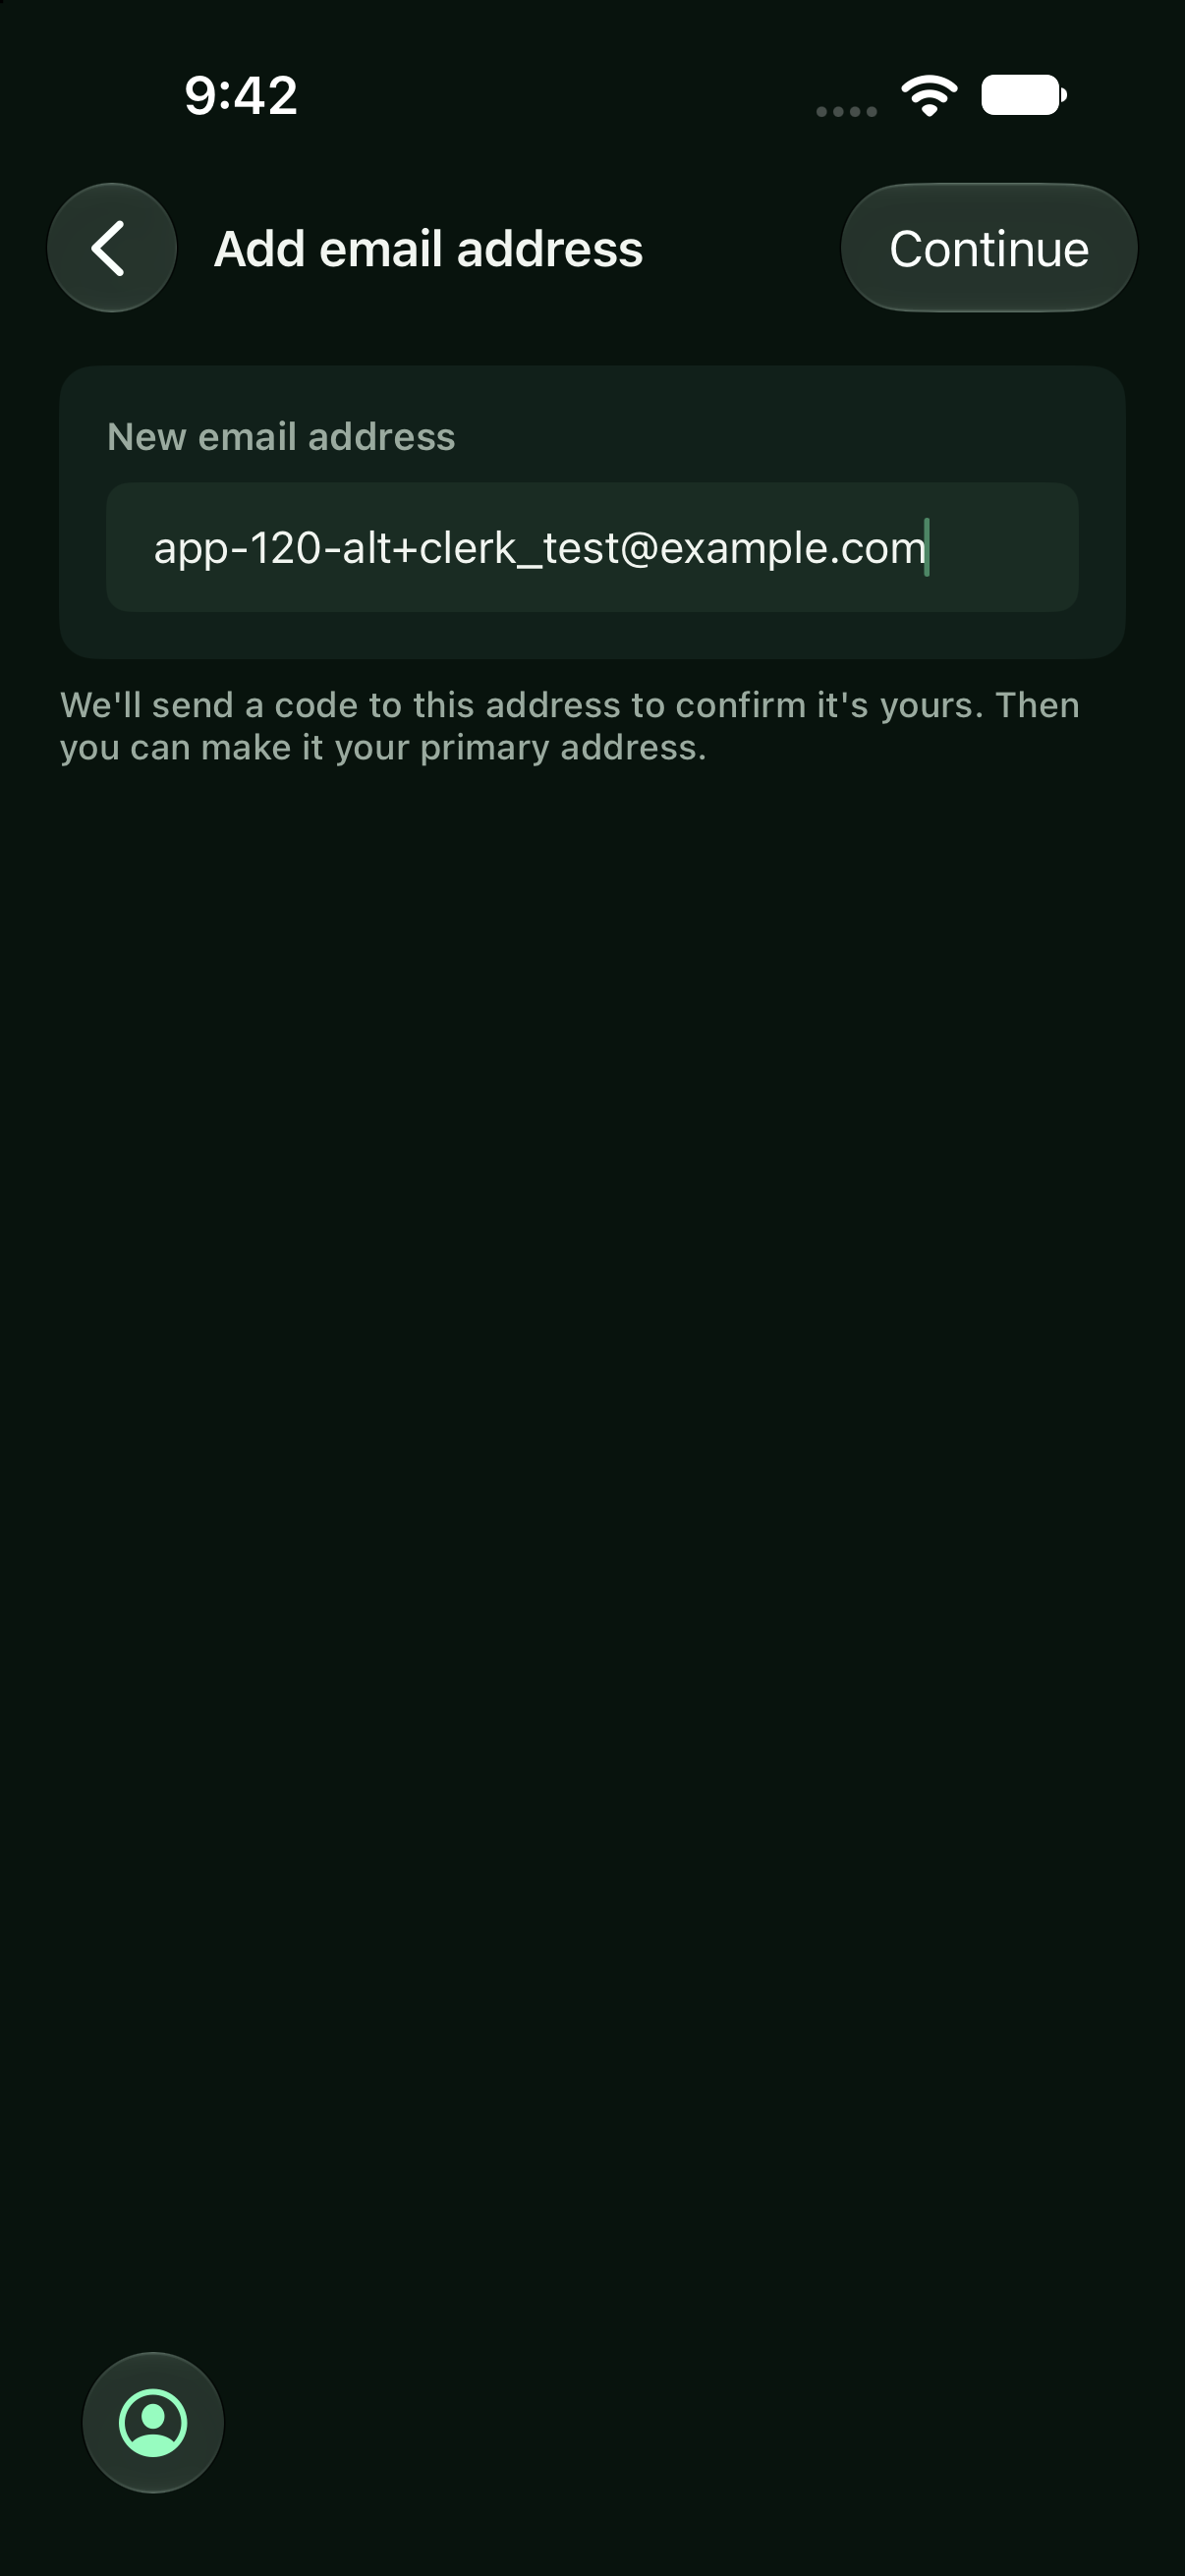 9:42
Add email address
Continue
New email address
app-120-alt+clerk_test@example.com
We'll send a code to this address to confirm it's yours. Then
you can make it your primary address.